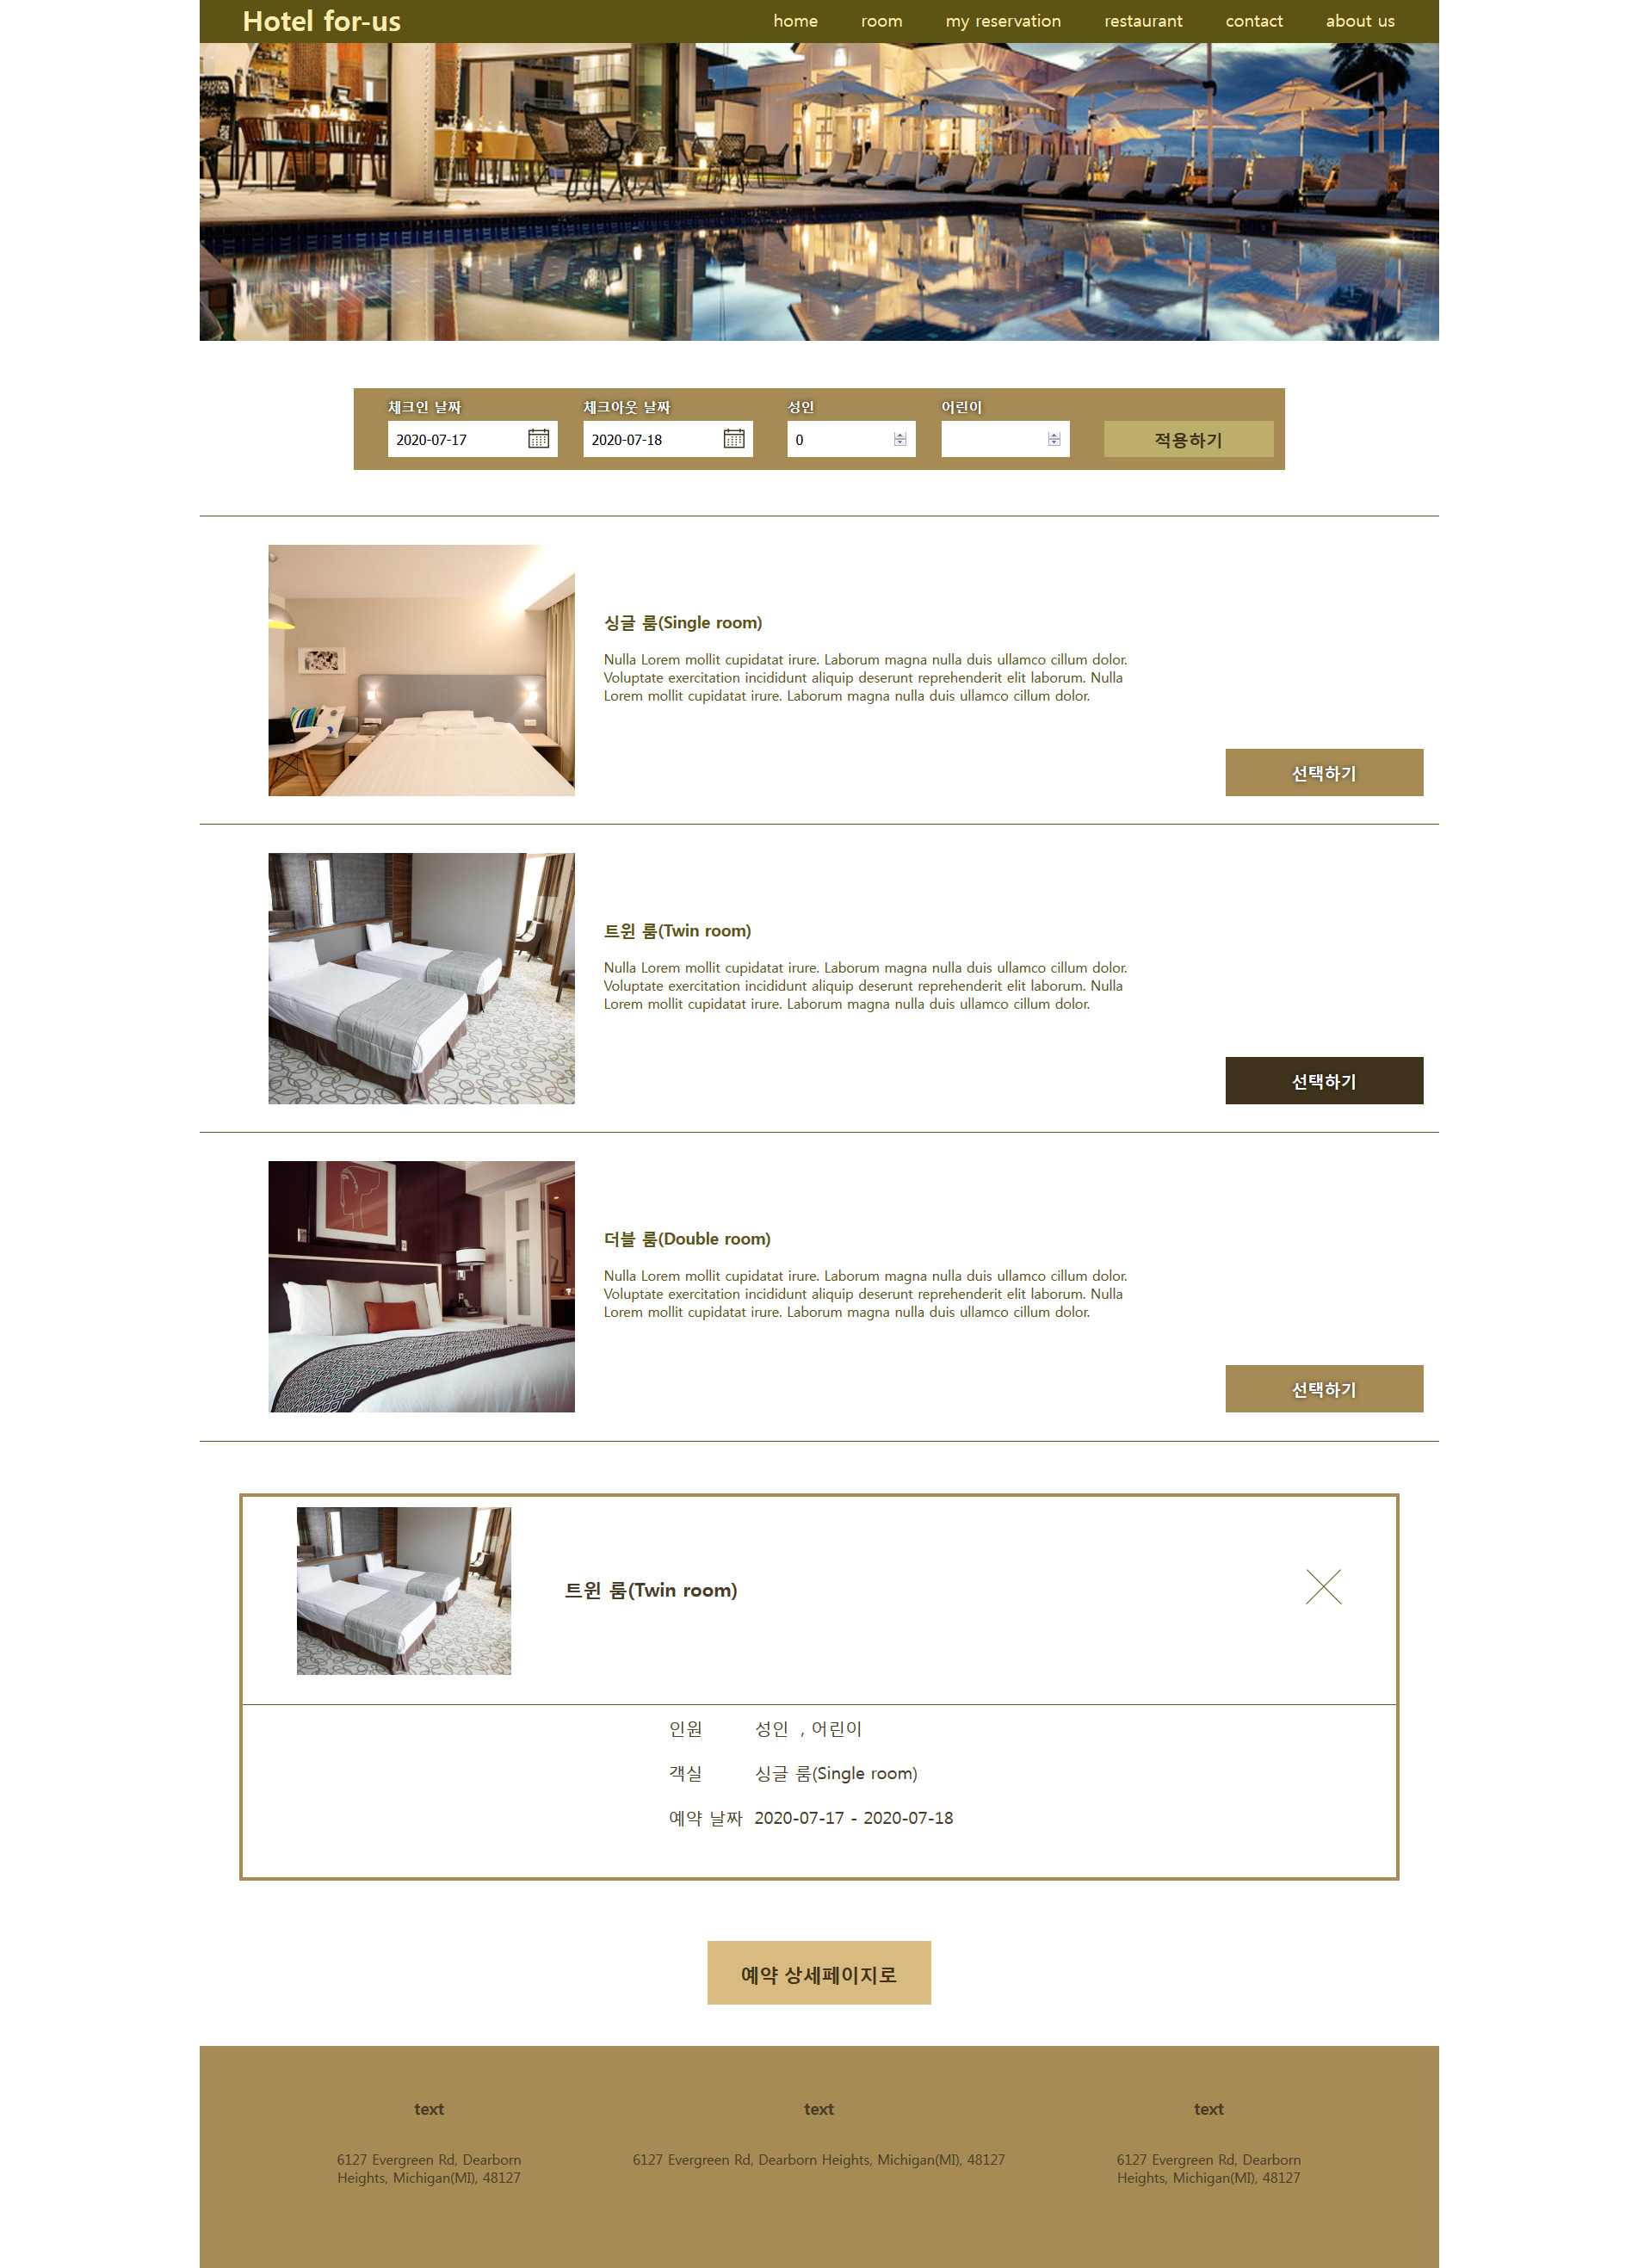 Hotel for-us
home room my reservation restaurant contact about us
체크인 날짜 체크아웃 날짜 성인 어린이
2020-07-17 2020-07-18 0 적용하기
싱글 룸(Single room)
Nulla Lorem mollit cupidatat irure. Laborum magna nulla duis ullamco cillum dolor.
Voluptate exercitation incididunt aliquip deserunt reprehenderit elit laborum. Nulla
Lorem mollit cupidatat irure. Laborum magna nulla duis ullamco cillum dolor.
선택하기
트윈 룸(Twin room)
Nulla Lorem mollit cupidatat irure. Laborum magna nulla duis ullamco cillum dolor.
Voluptate exercitation incididunt aliquip deserunt reprehenderit elit laborum. Nulla
Lorem mollit cupidatat irure. Laborum magna nulla duis ullamco cillum dolor.
선택하기
더블 룸(Double room)
Nulla Lorem mollit cupidatat irure. Laborum magna nulla duis ullamco cillum dolor.
Voluptate exercitation incididunt aliquip deserunt reprehenderit elit laborum. Nulla
Lorem mollit cupidatat irure. Laborum magna nulla duis ullamco cillum dolor.
선택하기
트윈 룸(Twin room)
인원 성인 , 어린이
객실 싱글 룸(Single room)
예약 날짜 2020-07-17 - 2020-07-18
예약 상세페이지로
text
6127 Evergreen Rd, Dearborn
Heights, Michigan(MI), 48127
text
6127 Evergreen Rd, Dearborn Heights, Michigan(MI), 48127
text
6127 Evergreen Rd, Dearborn
Heights, Michigan(MI), 48127